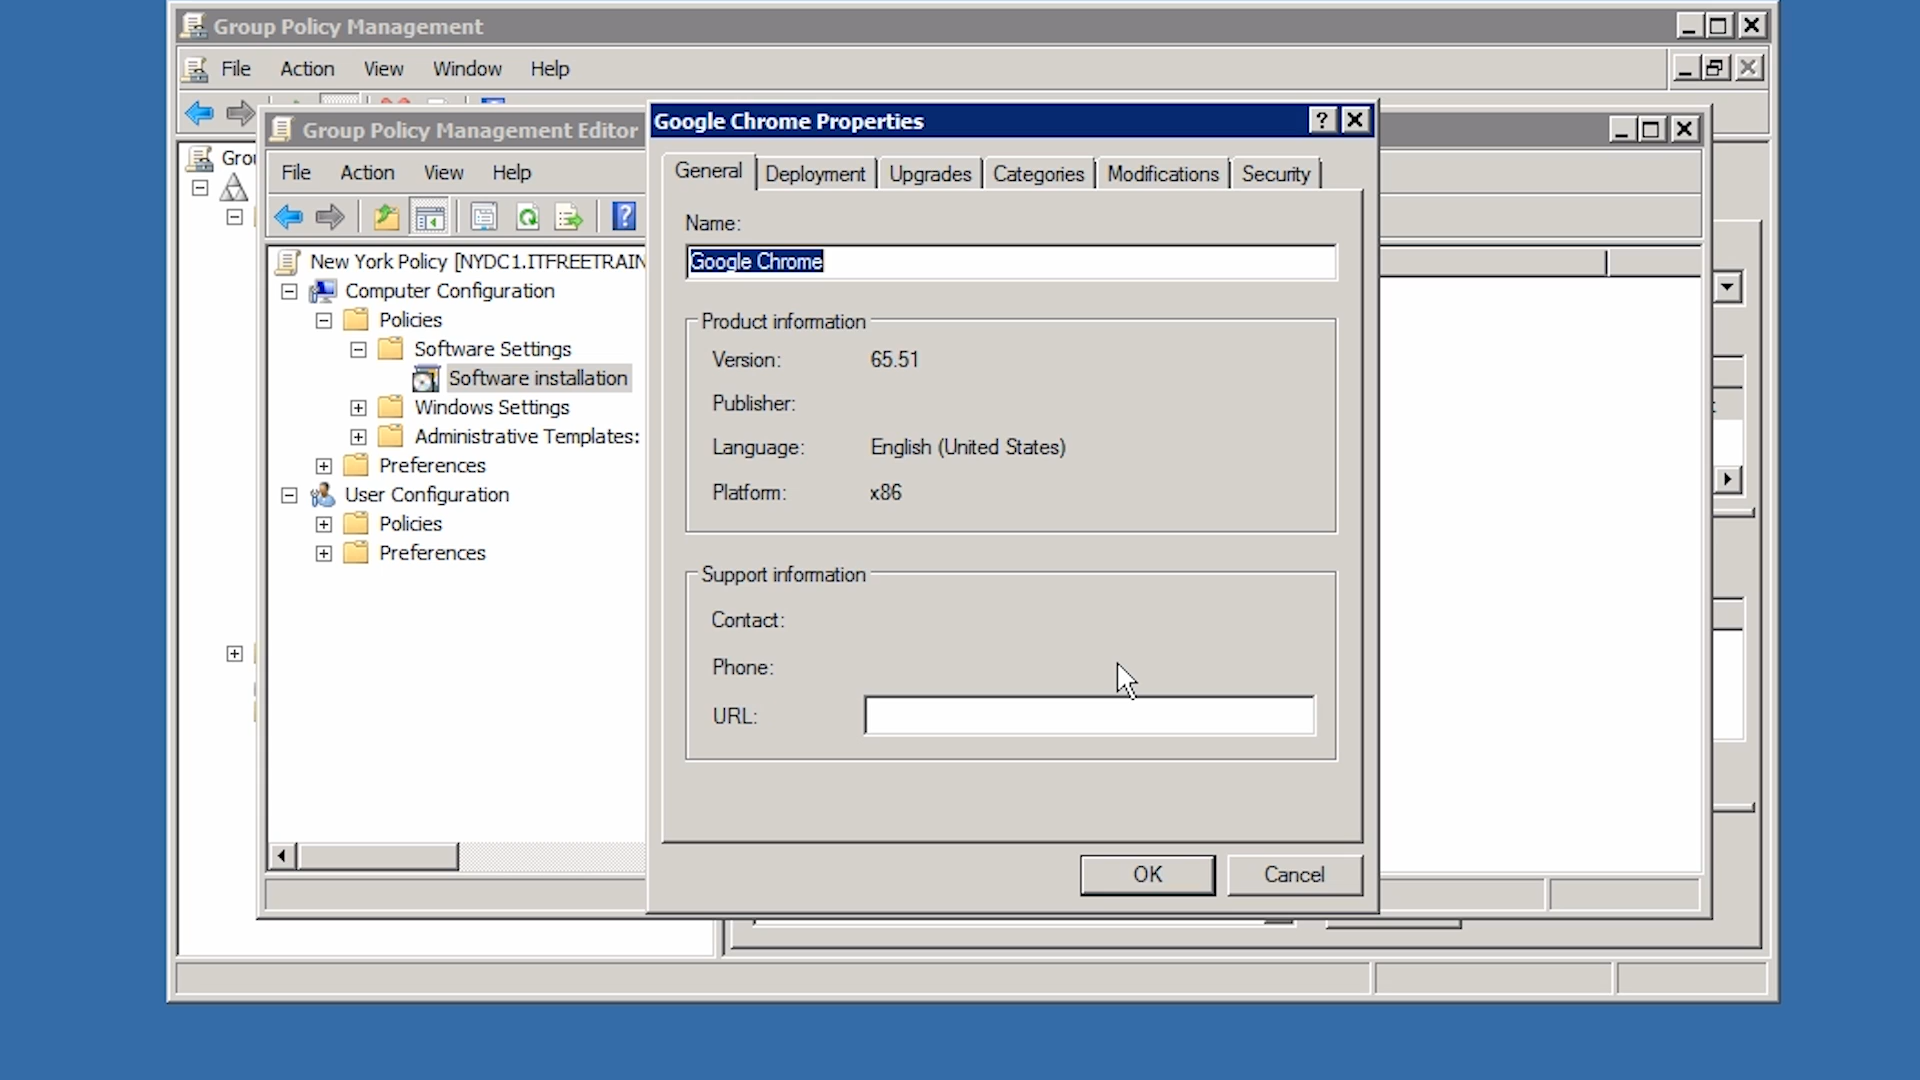 Group Policy Management
File Action View Window Help
Group Policy Management Editor
File Action View Help
New York Policy [NYDC1.ITFREETRAIN
Computer Configuration
Policies
Software Settings
Software installation
Windows Settings
Administrative Templates:
Preferences
User Configuration
Policies
Preferences
Google Chrome Properties
General Deployment Upgrades Categories Modifications Security
Name:
Google Chrome
Product information
Version: 65.51
Publisher:
Language: English (United States)
Platform: x86
Support information
Contact:
Phone:
URL:
OK Cancel